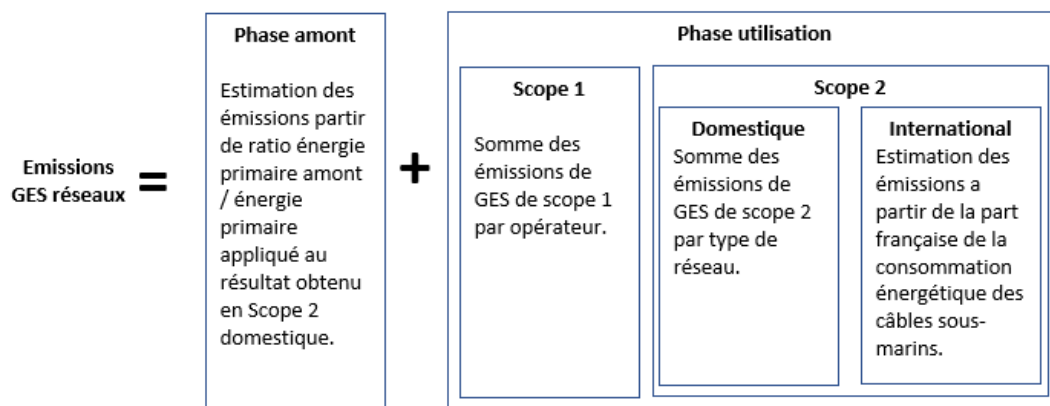 Emissions
GES réseaux
=
Phase amont
Estimation des
émissions partir
de ratio énergie
primaire amont
/ énergie
primaire
appliqué au
résultat obtenu
en Scope 2
domestique.
+
Phase utilisation
Scope 1
Somme des
émissions de
GES de scope 1
par opérateur.
Scope 2
Domestique
Somme des
émissions de
GES de scope 2
par type de
réseau.
International
Estimation des
émissions a
partir de la part
française de la
consommation
énergétique des
câbles sous-
marins.